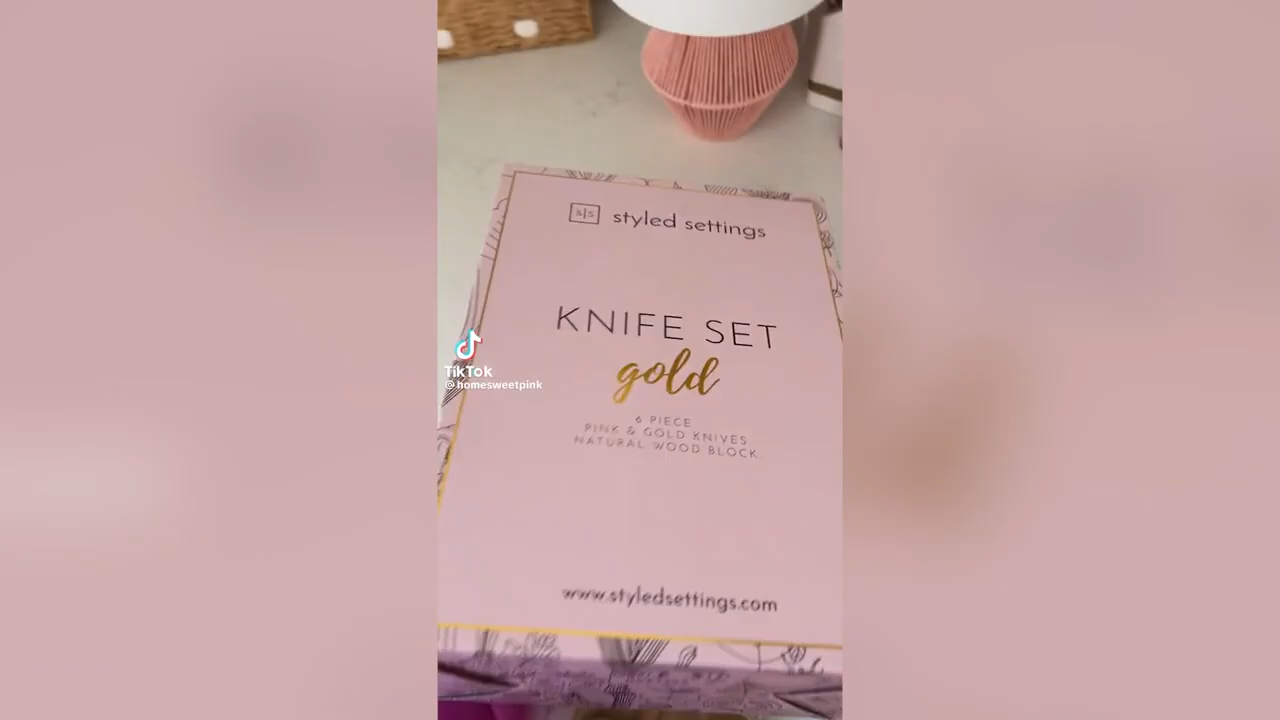 s|s styled settings
KNIFE SET
gold
6 PIECE
PINK & GOLD KNIVES
NATURAL WOOD BLOCK
www.styledsettings.com
TikTok
@homesweetpink